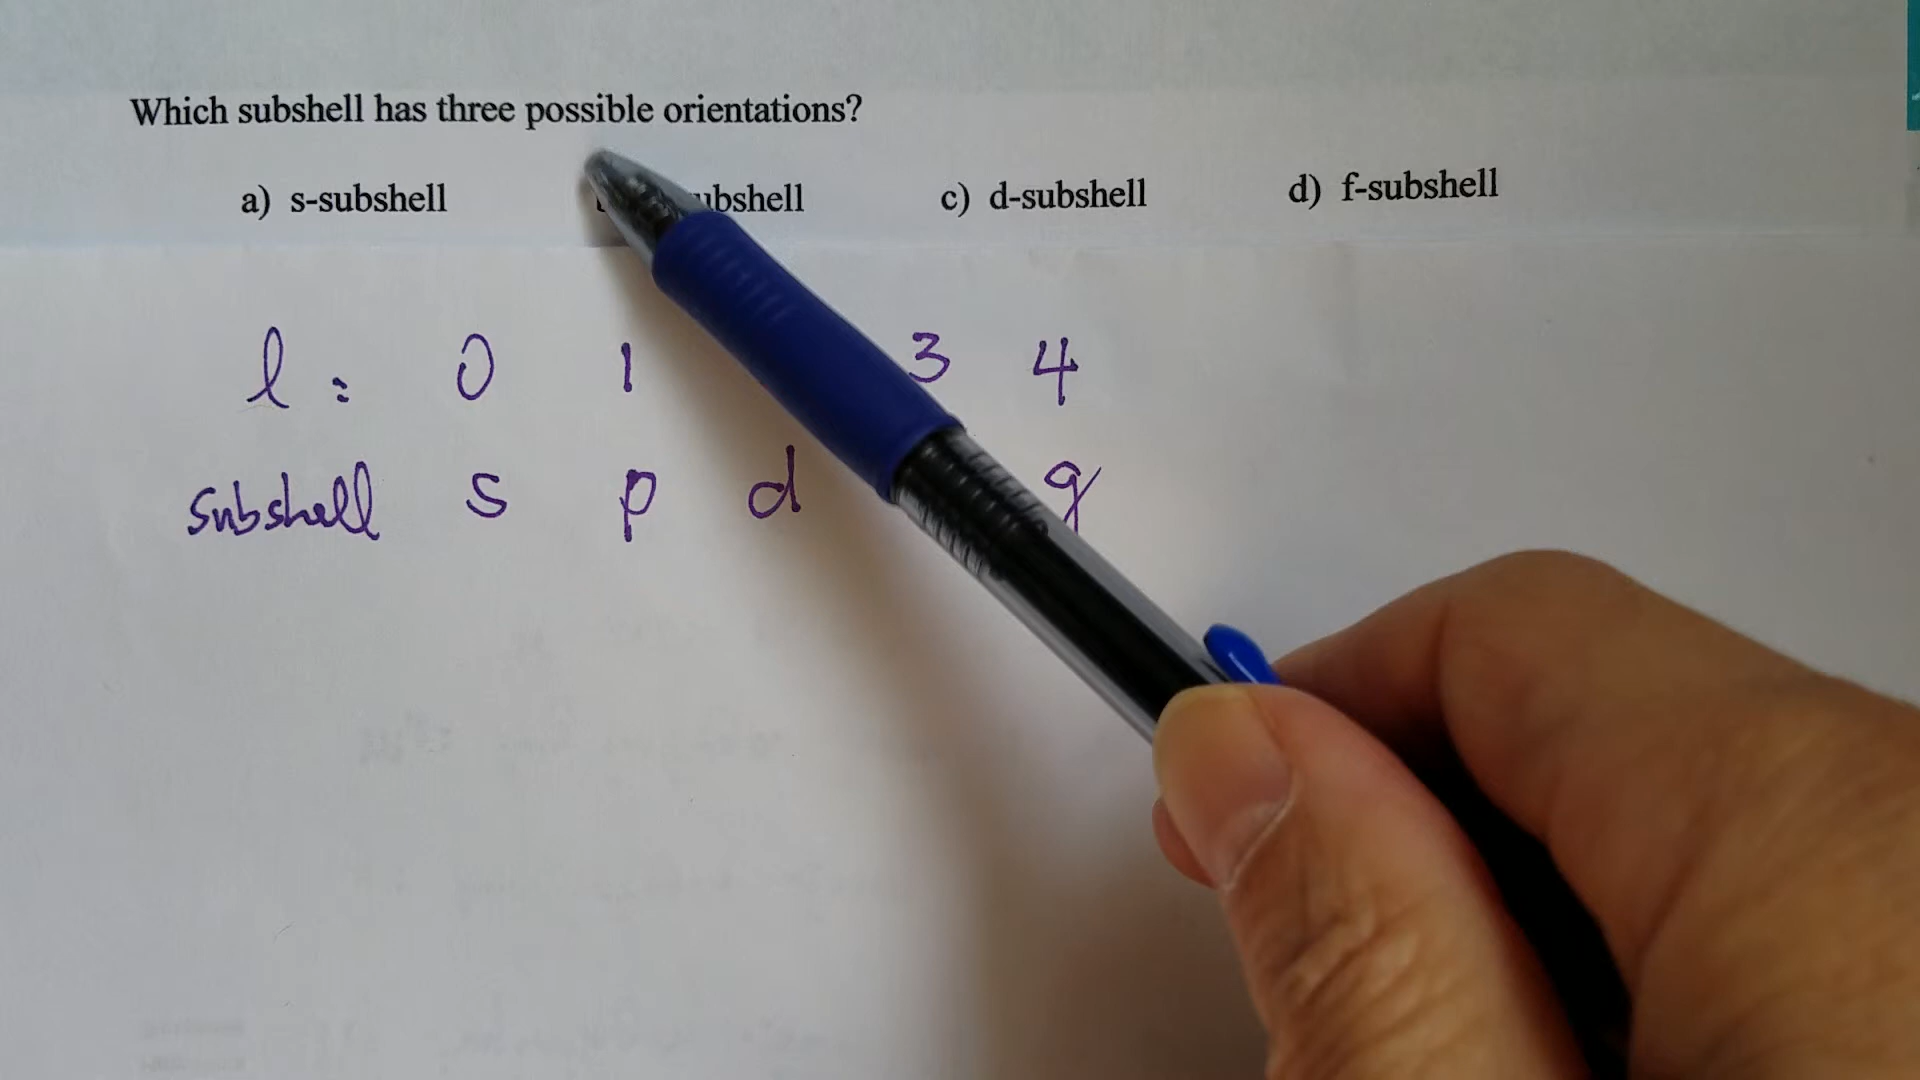 Which subshell has three possible orientations?
a) s-subshell ubshell c) d-subshell d) f-subshell
l : 0 1 3 4
Subshell s p d g